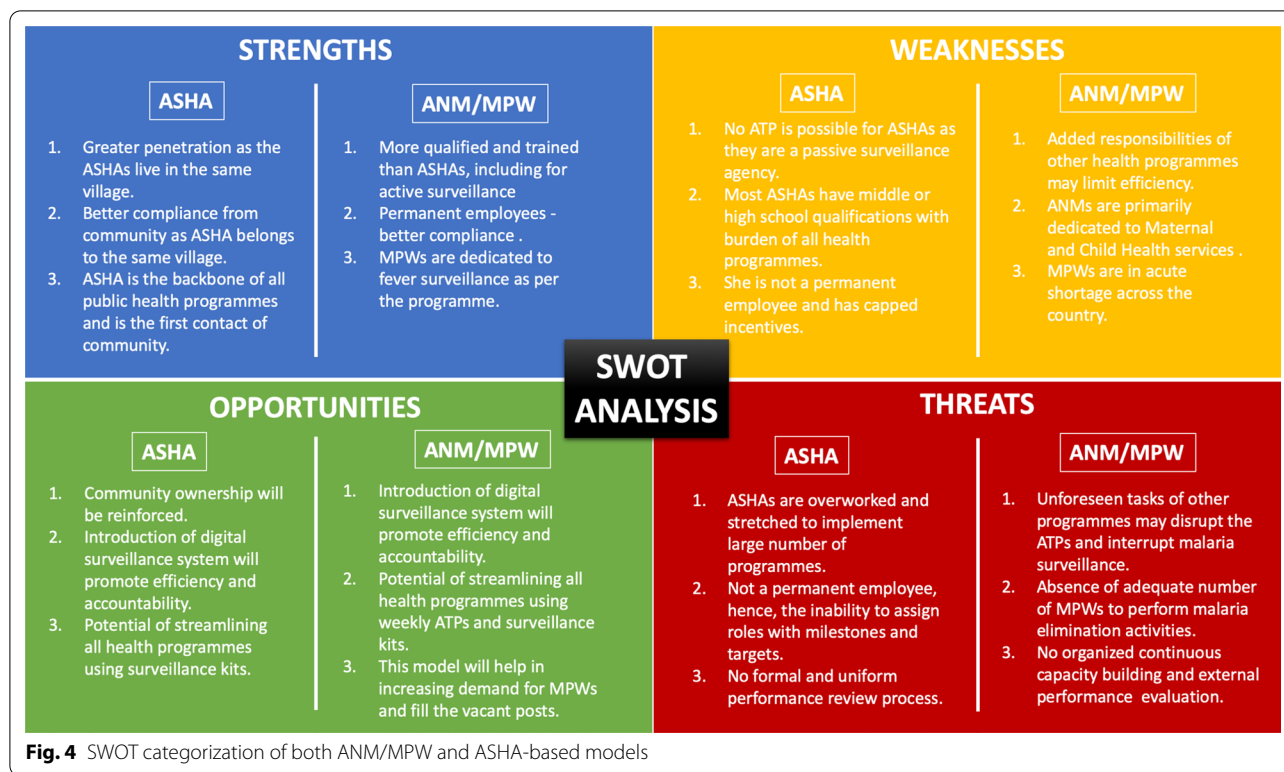 STRENGTHS
ASHA
1. Greater penetration as the
ASHAs live in the same
village.
2. Better compliance from
community as ASHA belongs
to the same village.
3. ASHA is the backbone of all
public health programmes
and is the first contact of
community.
ANM/MPW
1. More qualified and trained
than ASHAs, including for
active surveillance
2. Permanent employees -
better compliance .
3. MPWs are dedicated to
fever surveillance as per
the programme.
WEAKNESSES
ASHA
1. No ATP is possible for ASHAs as
they are a passive surveillance
agency.
2. Most ASHAs have middle or
high school qualifications with
burden of all health
programmes.
3. She is not a permanent
employee and has capped
incentives.
ANM/MPW
1. Added responsibilities of
other health programmes
may limit efficiency.
2. ANMs are primarily
dedicated to Maternal
and Child Health services .
3. MPWs are in acute
shortage across the
country.
SWOT
ANALYSIS
OPPORTUNITIES
ASHA
1. Community ownership will
be reinforced.
2. Introduction of digital
surveillance system will
promote efficiency and
accountability.
3. Potential of streamlining
all health programmes
using surveillance kits.
ANM/MPW
1. Introduction of digital
surveillance system will
promote efficiency and
accountability.
2. Potential of streamlining all
health programmes using
weekly ATPs and surveillance
kits.
3. This model will help in
increasing demand for MPWs
and fill the vacant posts.
THREATS
ASHA
1. ASHAs are overworked and
stretched to implement
large number of
programmes.
2. Not a permanent employee,
hence, the inability to assign
roles with milestones and
targets.
3. No formal and uniform
performance review process.
ANM/MPW
1. Unforeseen tasks of other
programmes may disrupt the
ATPs and interrupt malaria
surveillance.
2. Absence of adequate number
of MPWs to perform malaria
elimination activities.
3. No organized continuous
capacity building and external
performance evaluation.
Fig. 4 SWOT categorization of both ANM/MPW and ASHA-based models